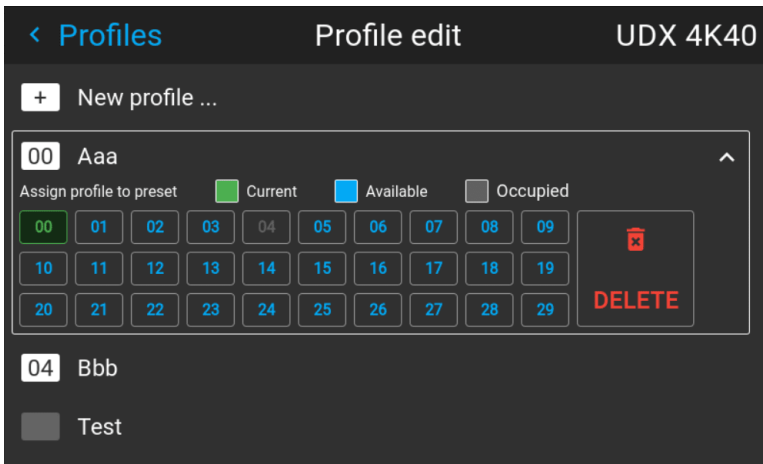 Profiles Profile edit UDX 4K40
+ New profile ...
00 Aaa
Assign profile to preset Current Available Occupied
00 01 02 03 04 05 06 07 08 09
10 11 12 13 14 15 16 17 18 19
20 21 22 23 24 25 26 27 28 29
DELETE
04 Bbb
Test